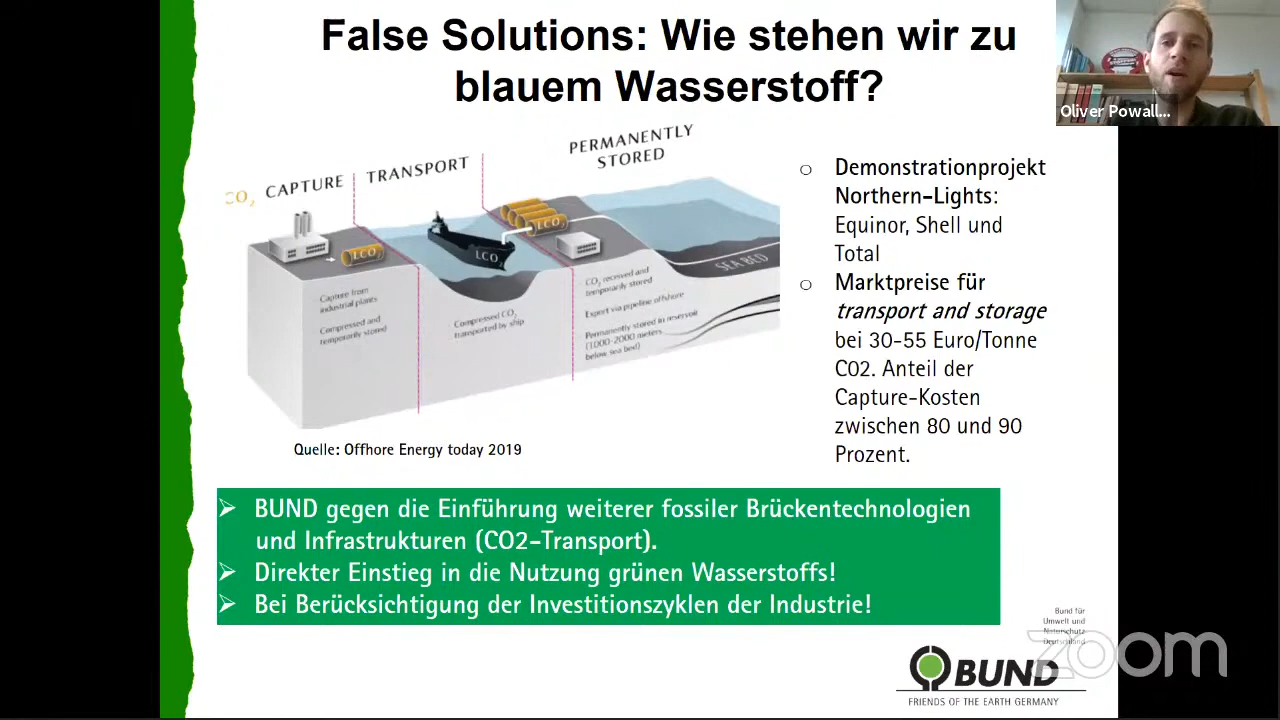 False Solutions: Wie stehen wir zu
blauem Wasserstoff?
Oliver Powall...
CO₂ CAPTURE
TRANSPORT
PERMANENTLY
STORED
LCO₂
LCO₂
LCO₂
SEA BED
Capture from
industrial plants
Compressed and
temporarily stored
Compressed CO₂
transported by ship
CO₂ received and
temporarily stored
Export via pipeline offshore
Permanently stored in reservoir
(1000-2000 meters
below sea bed)
Quelle: Offhore Energy today 2019
o Demonstrationprojekt
Northern-Lights:
Equinor, Shell und
Total
o Marktpreise für
transport and storage
bei 30-55 Euro/Tonne
CO2. Anteil der
Capture-Kosten
zwischen 80 und 90
Prozent.
➢ BUND gegen die Einführung weiterer fossiler Brückentechnologien
und Infrastrukturen (CO2-Transport).
➢ Direkter Einstieg in die Nutzung grünen Wasserstoffs!
➢ Bei Berücksichtigung der Investitionszyklen der Industrie!
Bund für
Umwelt und
Naturschutz
Deutschland
zoom
BUND
FRIENDS OF THE EARTH GERMANY